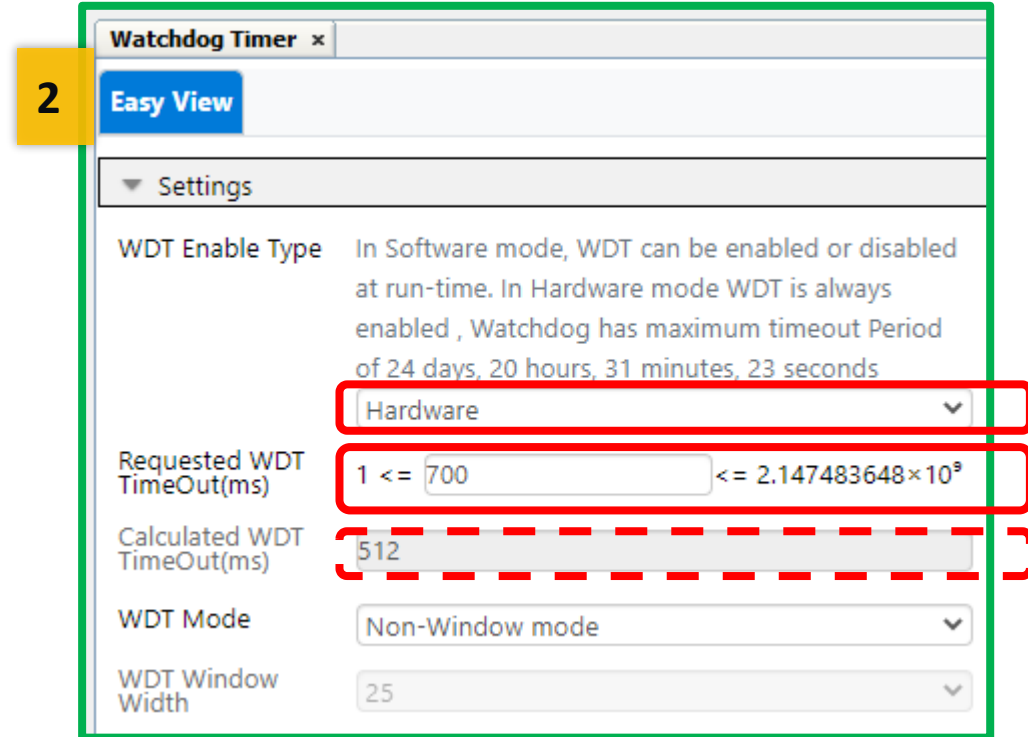 Watchdog Timer ×
2
Easy View
Settings
WDT Enable Type
In Software mode, WDT can be enabled or disabled
at run-time. In Hardware mode WDT is always
enabled , Watchdog has maximum timeout Period
of 24 days, 20 hours, 31 minutes, 23 seconds
Hardware
Requested WDT
TimeOut(ms)
1 <= 700 <= 2.147483648×10⁹
Calculated WDT
TimeOut(ms)
512
WDT Mode
Non-Window mode
WDT Window
Width
25